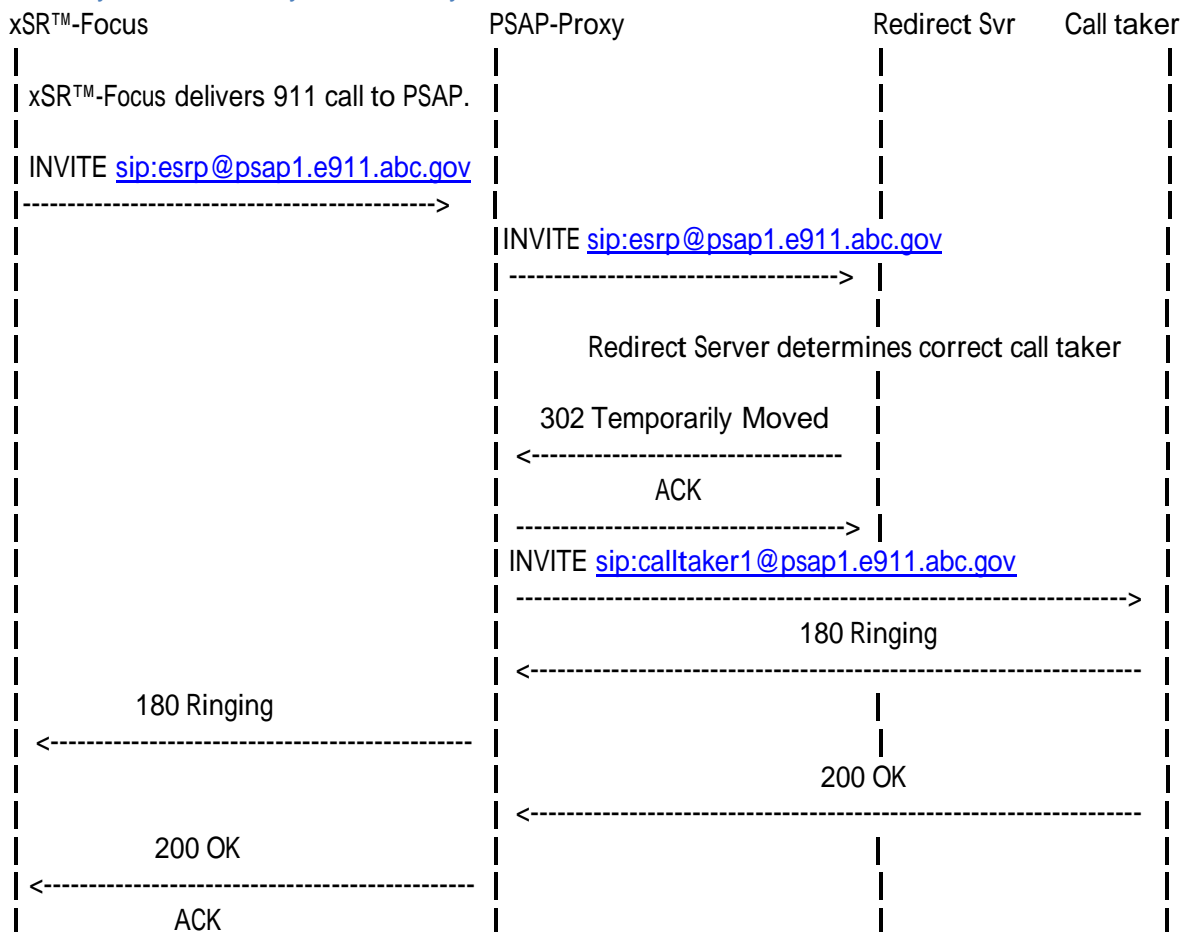 xSR™-Focus PSAP-Proxy Redirect Svr Call taker
xSR™-Focus delivers 911 call to PSAP.
INVITE sip:esrp@psap1.e911.abc.gov
INVITE sip:esrp@psap1.e911.abc.gov
Redirect Server determines correct call taker
302 Temporarily Moved
ACK
INVITE sip:calltaker1@psap1.e911.abc.gov
180 Ringing
180 Ringing
200 OK
200 OK
ACK